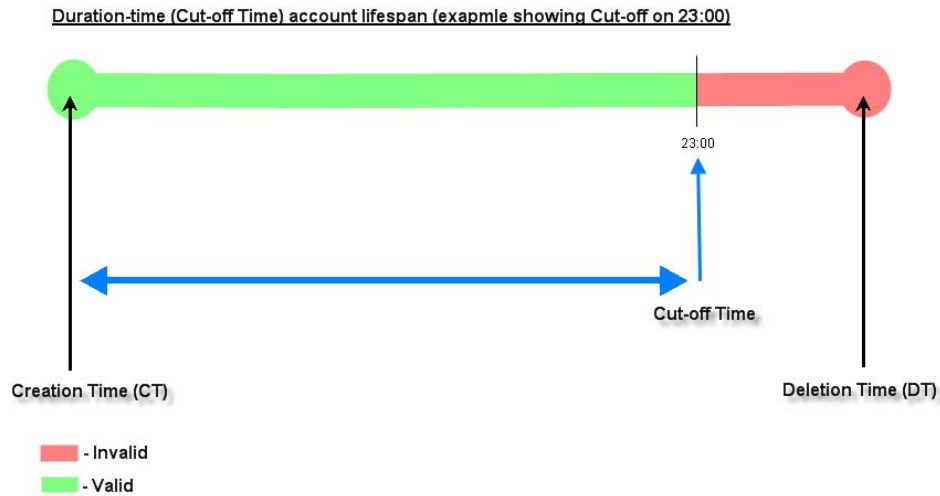 Duration-time (Cut-off Time) account lifespan (exapmle showing Cut-off on 23:00)
23:00
Cut-off Time
Creation Time (CT)
Deletion Time (DT)
- Invalid
- Valid